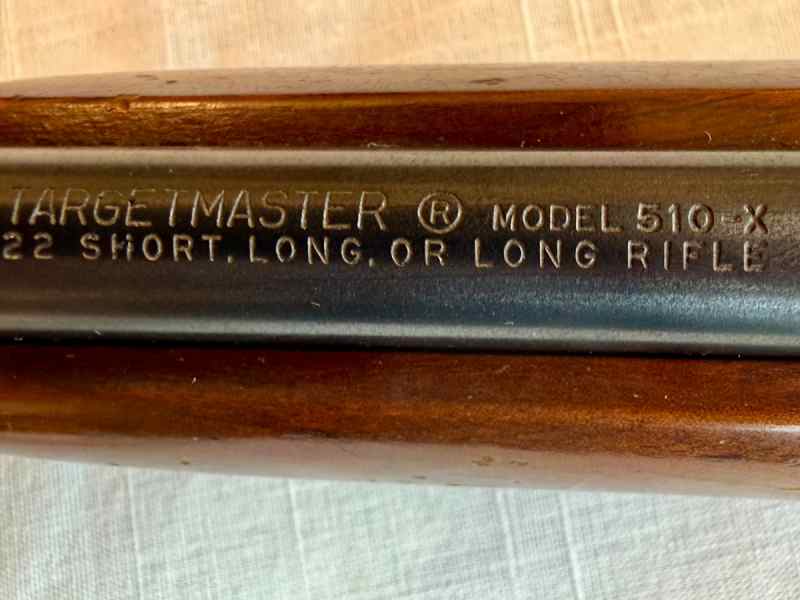 TARGETMASTER ® MODEL 510-X
22 SHORT, LONG, OR LONG RIFLE